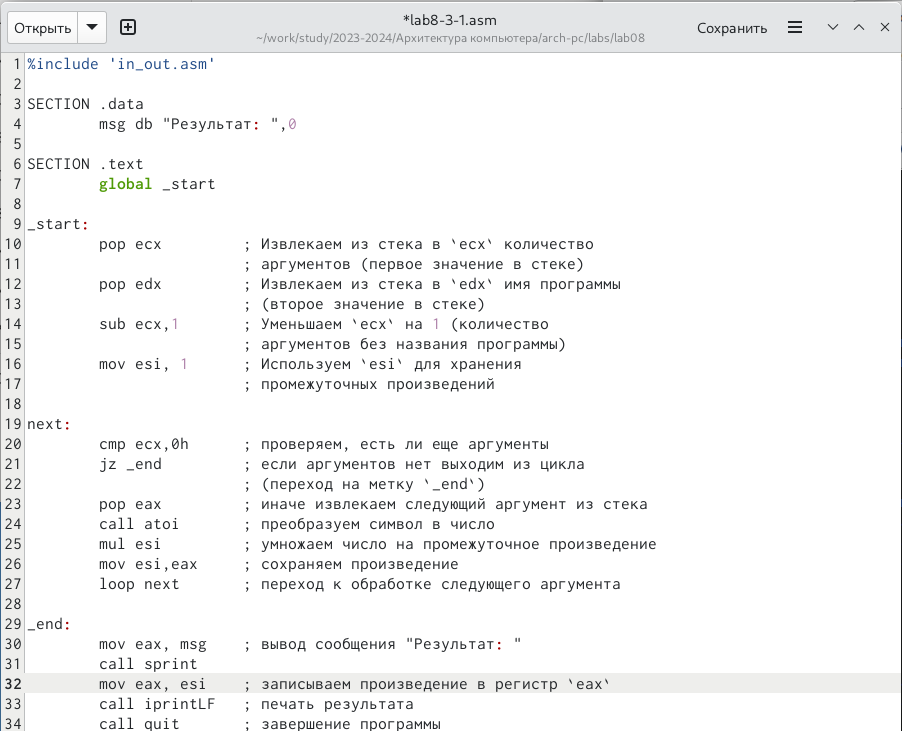 Открыть
*lab8-3-1.asm
~/work/study/2023-2024/Архитектура компьютера/arch-pc/labs/lab08
Сохранить
1 %include 'in_out.asm'
2
3 SECTION .data
4 msg db "Результат: ",0
5
6 SECTION .text
7 global _start
8
9 _start:
10 pop ecx ; Извлекаем из стека в `ecx` количество
11 ; аргументов (первое значение в стеке)
12 pop edx ; Извлекаем из стека в `edx` имя программы
13 ; (второе значение в стеке)
14 sub ecx,1 ; Уменьшаем `ecx` на 1 (количество
15 ; аргументов без названия программы)
16 mov esi, 1 ; Используем `esi` для хранения
17 ; промежуточных произведений
18
19 next:
20 cmp ecx,0h ; проверяем, есть ли еще аргументы
21 jz _end ; если аргументов нет выходим из цикла
22 ; (переход на метку `_end`)
23 pop eax ; иначе извлекаем следующий аргумент из стека
24 call atoi ; преобразуем символ в число
25 mul esi ; умножаем число на промежуточное произведение
26 mov esi,eax ; сохраняем произведение
27 loop next ; переход к обработке следующего аргумента
28
29 _end:
30 mov eax, msg ; вывод сообщения "Результат: "
31 call sprint
32 mov eax, esi ; записываем произведение в регистр `eax`
33 call iprintLF ; печать результата
34 call quit ; завершение программы